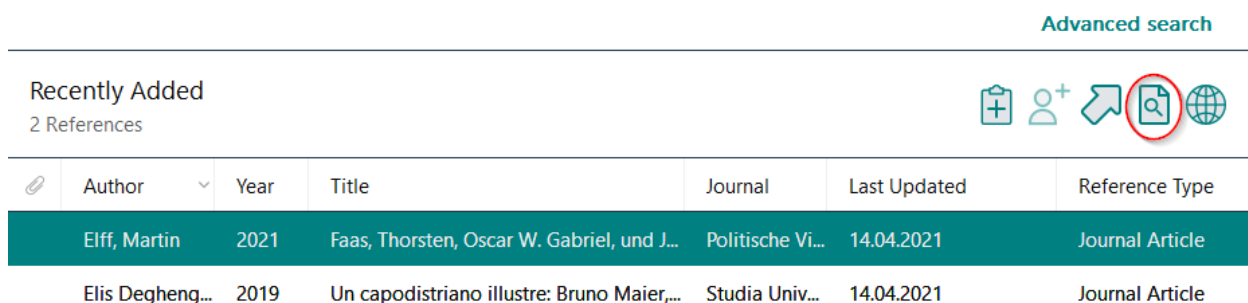 Advanced search
Recently Added
2 References
Author Year Title Journal Last Updated Reference Type
Elff, Martin 2021 Faas, Thorsten, Oscar W. Gabriel, und J... Politische Vi... 14.04.2021 Journal Article
Elis Degheng... 2019 Un capodistriano illustre: Bruno Maier,... Studia Univ... 14.04.2021 Journal Article